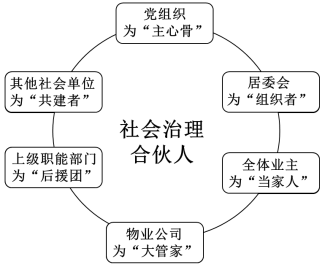 党组织
为“主心骨”
居委会
为“组织者”
全体业主
为“当家人”
物业公司
为“大管家”
上级职能部门
为“后援团”
其他社会单位
为“共建者”
社会治理
合伙人